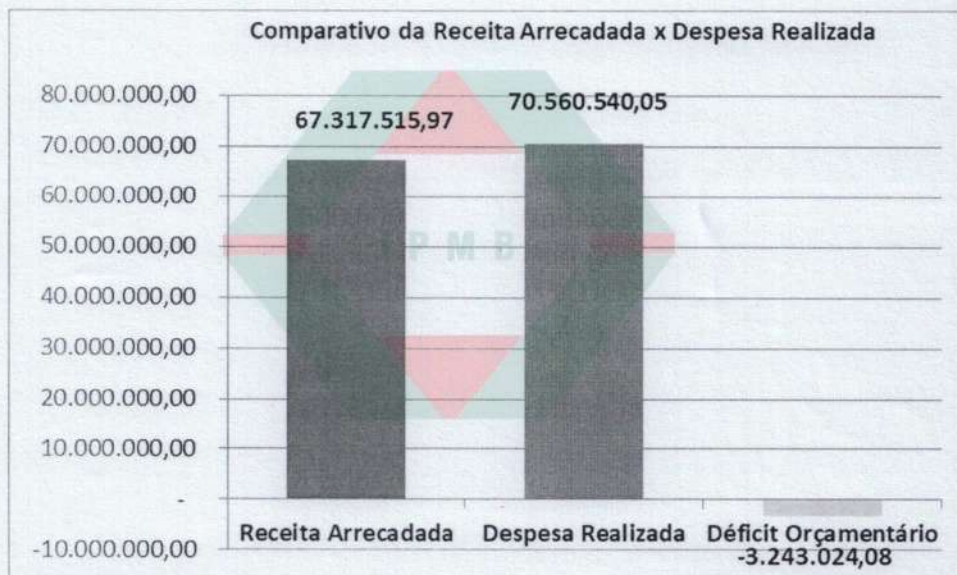 Comparativo da Receita Arrecadada x Despesa Realizada
80.000.000,00
70.000.000,00
60.000.000,00
50.000.000,00
40.000.000,00
30.000.000,00
20.000.000,00
10.000.000,00
-
-10.000.000,00
67.317.515,97
70.560.540,05
PMB
Receita Arrecadada
Despesa Realizada
Déficit Orçamentário
-3.243.024,08